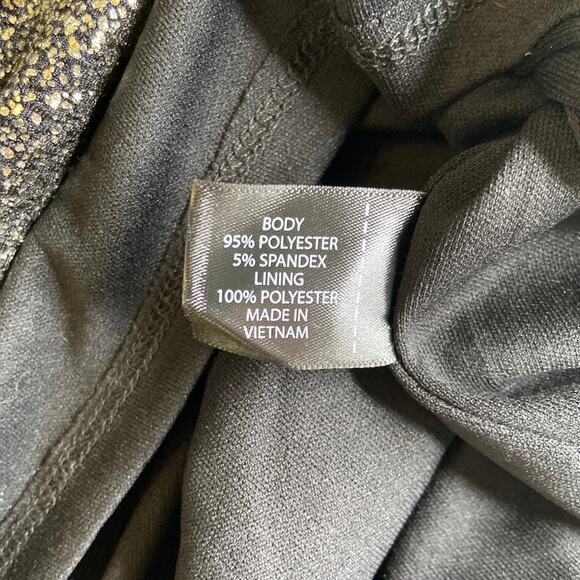 BODY
95% POLYESTER
5% SPANDEX
LINING
100% POLYESTER
MADE IN
VIETNAM